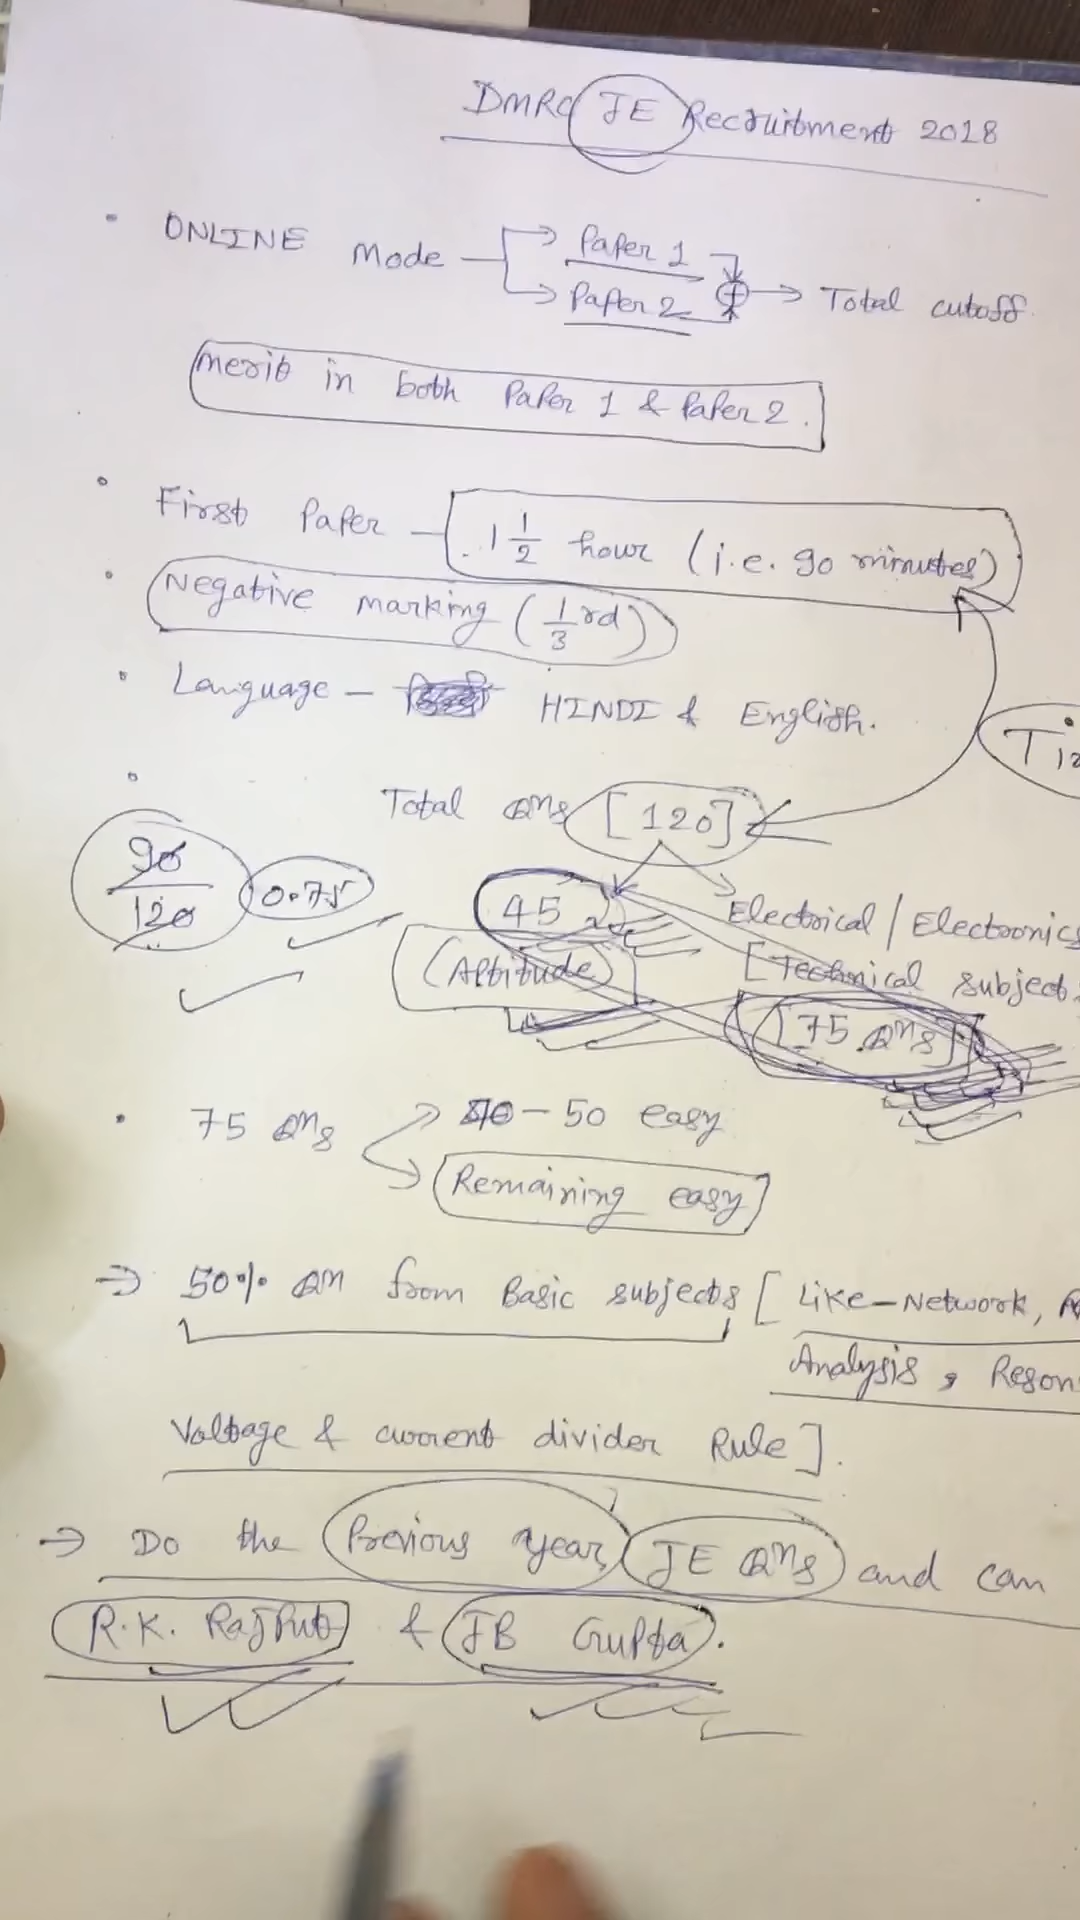 DMRC JE Recruitment 2018
• ONLINE Mode
Paper 1
Paper 2
Total cutoff.
merit in both Paper 1 & Paper 2.
• First Paper - 1 1/2 hour (i.e. 90 minutes)
• Negative marking (1/3 rd)
• Language - HINDI & English.
Total Qns [120]
90/120
0.75
45
(Aptitude)
Electrical / Electronics
[Technical subject
[75 Qns]
• 75 Qns
40-50 easy
Remaining easy
→ 50% Qn from Basic subjects [Like-Network,
Analysis,
Voltage & current divider Rule].
→ Do the Previous year JE Qns and can
R.K. Rajput & JB Gupta.